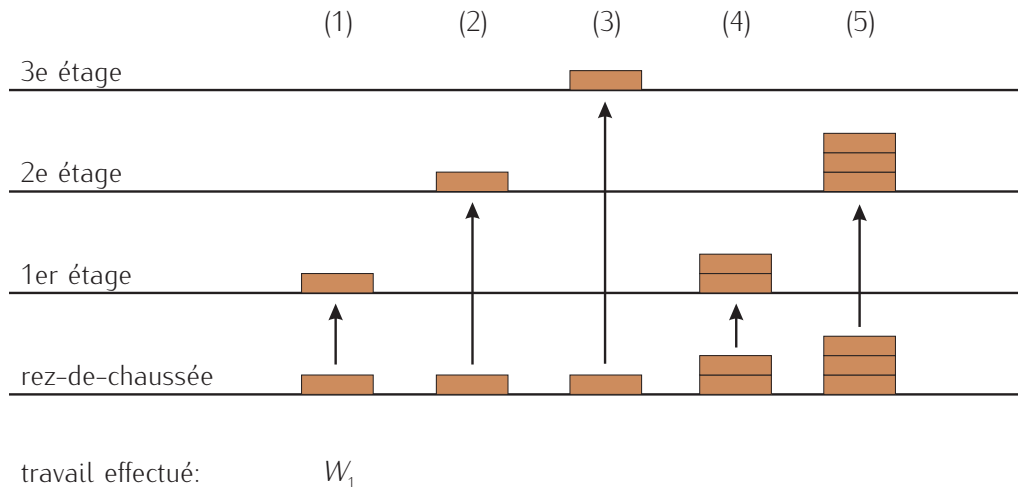 (1) (2) (3) (4) (5)
3e étage
2e étage
1er étage
rez-de-chaussée
travail effectué: W₁